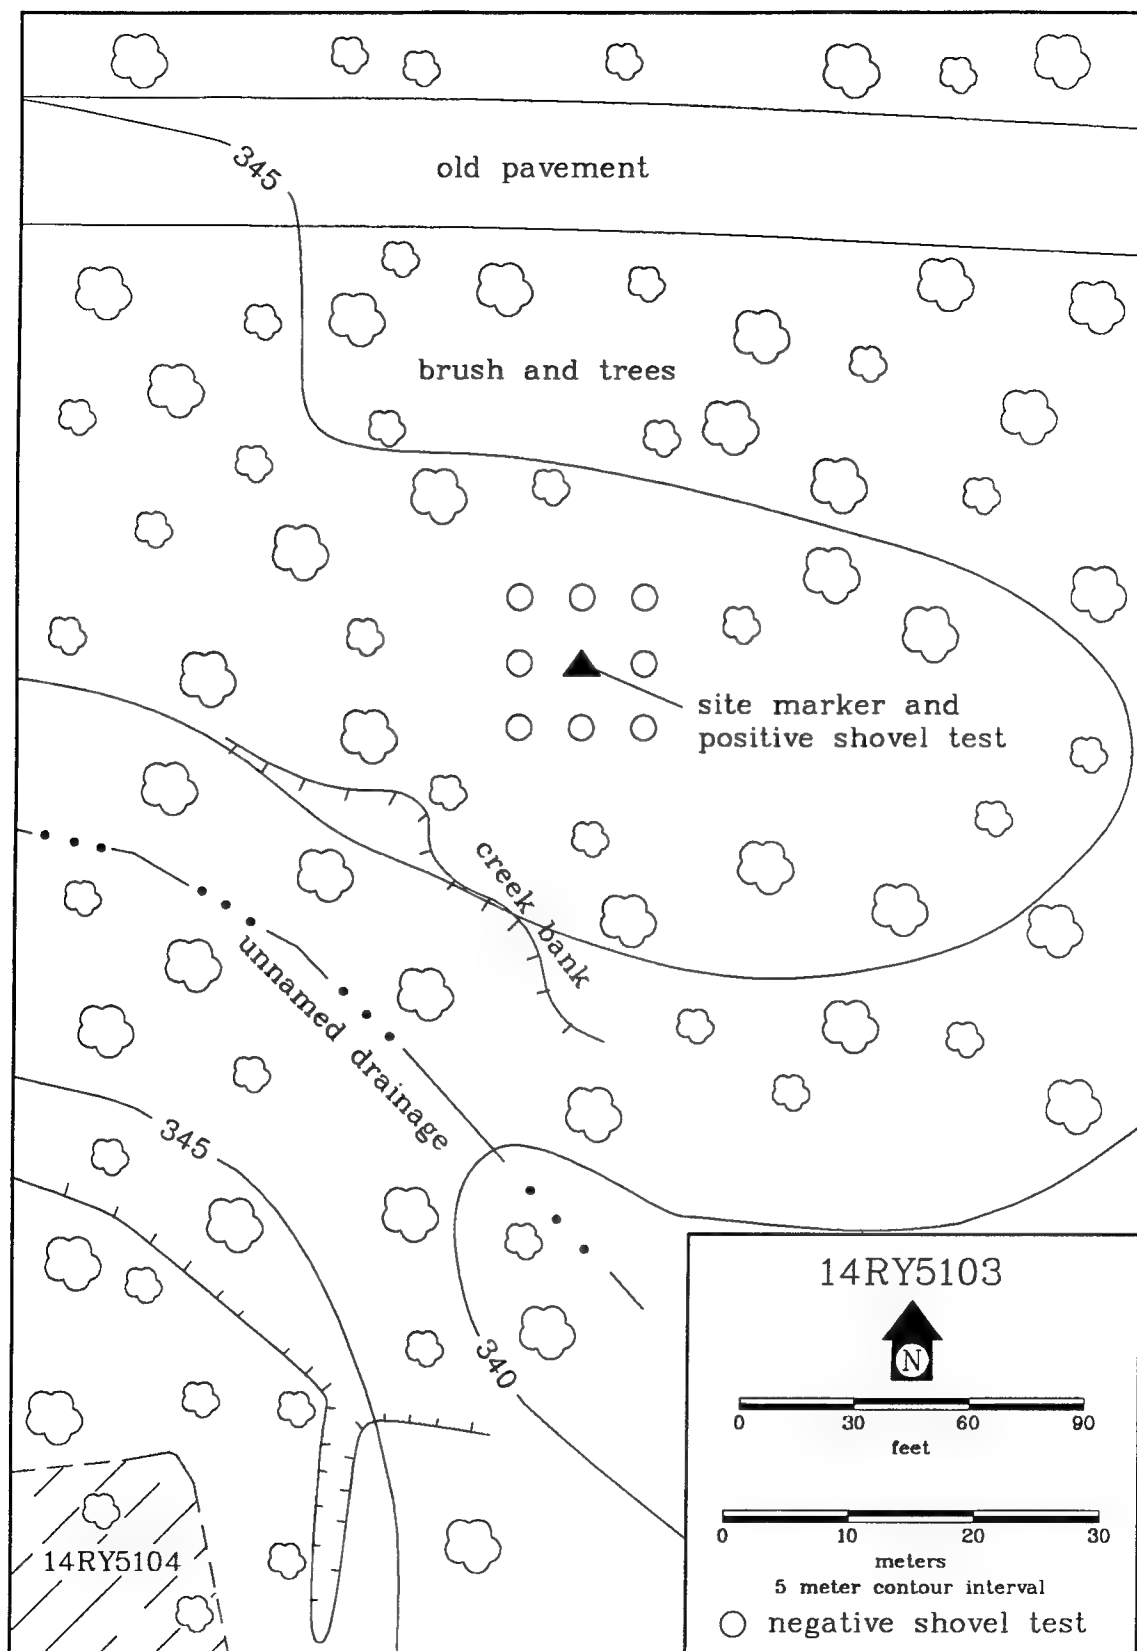 345
old pavement
brush and trees
site marker and
positive shovel test
creek bank
unnamed drainage
345
340
14RY5104
14RY5103
N
0 30 60 90
feet
0 10 20 30
meters
5 meter contour interval
negative shovel test